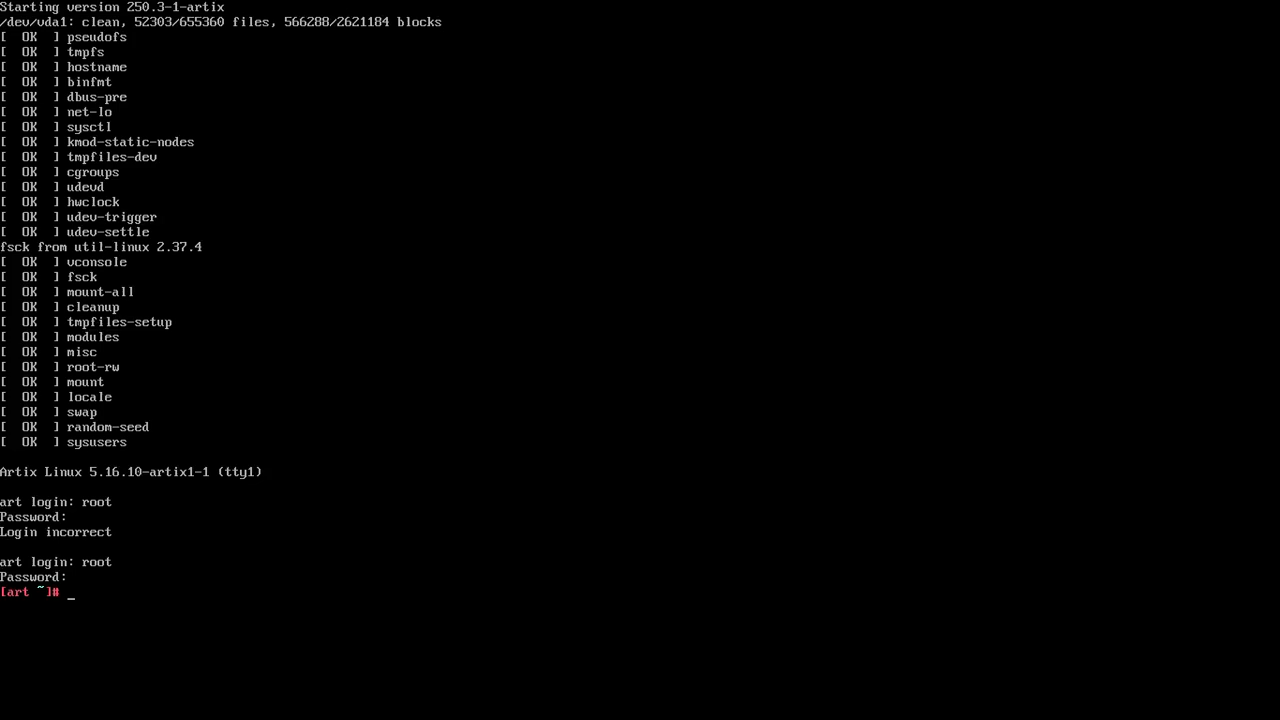 Starting version 250.3-1-artix
/dev/vda1: clean, 52303/655360 files, 566288/2621184 blocks
[  OK  ] pseudofs
[  OK  ] tmpfs
[  OK  ] hostname
[  OK  ] binfmt
[  OK  ] dbus-pre
[  OK  ] net-lo
[  OK  ] sysctl
[  OK  ] kmod-static-nodes
[  OK  ] tmpfiles-dev
[  OK  ] cgroups
[  OK  ] udevd
[  OK  ] hwclock
[  OK  ] udev-trigger
[  OK  ] udev-settle
fsck from util-linux 2.37.4
[  OK  ] vconsole
[  OK  ] fsck
[  OK  ] mount-all
[  OK  ] cleanup
[  OK  ] tmpfiles-setup
[  OK  ] modules
[  OK  ] misc
[  OK  ] root-rw
[  OK  ] mount
[  OK  ] locale
[  OK  ] swap
[  OK  ] random-seed
[  OK  ] sysusers
Artix Linux 5.16.10-artix1-1 (tty1)
art login: root
Password:
Login incorrect
art login: root
Password:
[art ~]# _